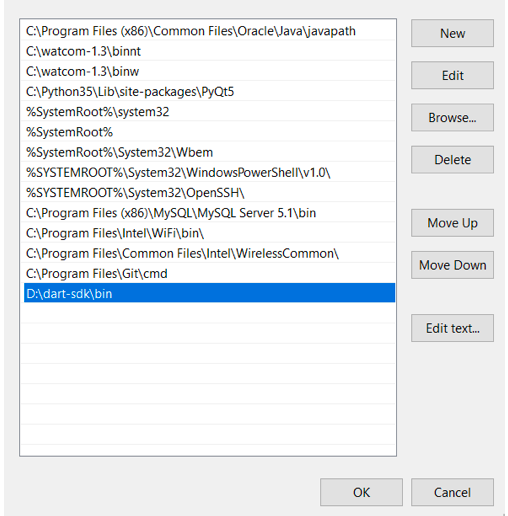 C:\Program Files (x86)\Common Files\Oracle\Java\javapath
C:\watcom-1.3\binnt
C:\watcom-1.3\binw
C:\Python35\Lib\site-packages\PyQt5
%SystemRoot%\system32
%SystemRoot%
%SystemRoot%\System32\Wbem
%SYSTEMROOT%\System32\WindowsPowerShell\v1.0\
%SYSTEMROOT%\System32\OpenSSH\
C:\Program Files (x86)\MySQL\MySQL Server 5.1\bin
C:\Program Files\Intel\WiFi\bin\
C:\Program Files\Common Files\Intel\WirelessCommon\
C:\Program Files\Git\cmd
D:\dart-sdk\bin
New
Edit
Browse...
Delete
Move Up
Move Down
Edit text...
OK
Cancel